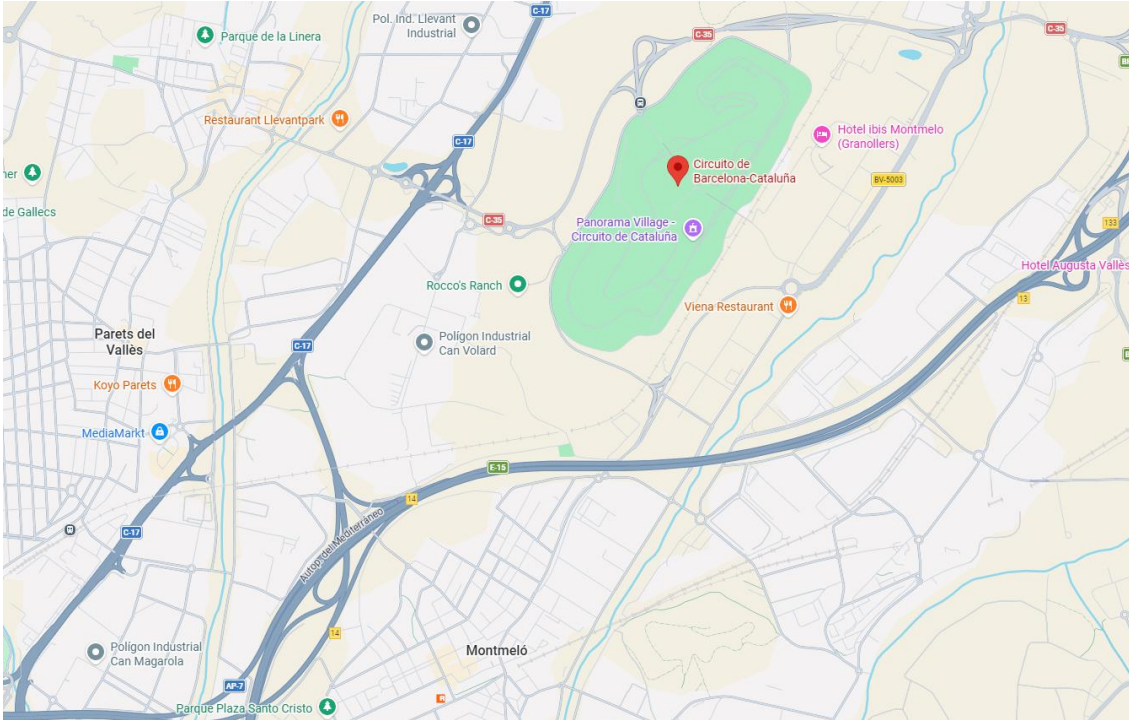 C-17
Pol. Ind. Llevant
Industrial
Parque de la Linera
C-35
C-35
Restaurant Llevantpark
C-17
Hotel ibis Montmelo
(Granollers)
Circuito de
Barcelona-Cataluña
BV-5003
ner
de Gallecs
C-35
Panorama Village -
Circuito de Cataluña
133
Hotel Augusta Vallès
Rocco's Ranch
13
Viena Restaurant
Parets del
Vallès
C-17
Polígon Industrial
Can Volard
Koyo Parets
MediaMarkt
E-15
14
Autop. del Mediterráneo
C-17
14
Polígon Industrial
Can Magarola
Montmeló
AP-7
Parque Plaza Santo Cristo